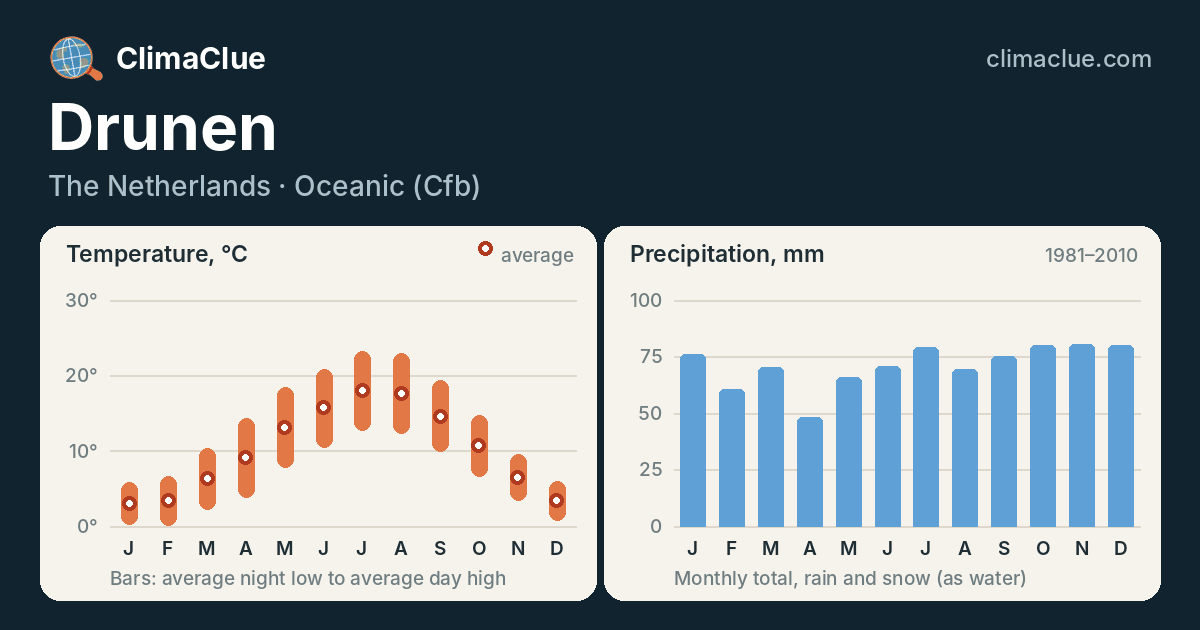 ClimaClue
climaclue.com
Drunen
The Netherlands · Oceanic (Cfb)
Temperature, °C
average
30°
20°
10°
0°
J F M A M J J A S O N D
Bars: average night low to average day high
Precipitation, mm
1981–2010
100
75
50
25
0
J F M A M J J A S O N D
Monthly total, rain and snow (as water)